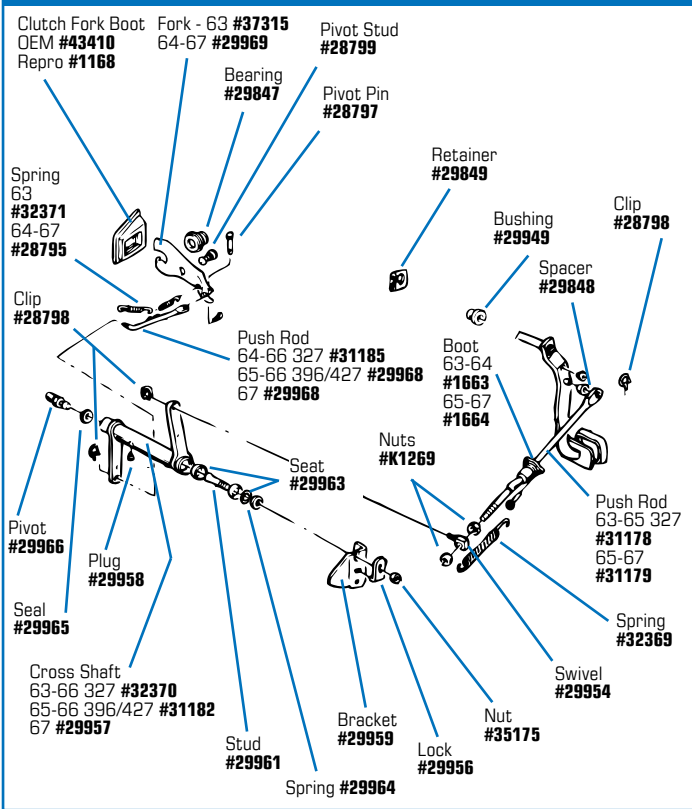 Clutch Fork Boot
OEM #43410
Repro #1168
Fork - 63 #37315
64-67 #29969
Pivot Stud
#28799
Bearing
#29847
Pivot Pin
#28797
Retainer
#29849
Clip
#28798
Bushing
#29949
Spacer
#29848
Spring
63
#32371
64-67
#28795
Clip
#28798
Push Rod
64-66 327 #31185
65-66 396/427 #29968
67 #29968
Boot
63-64
#1663
65-67
#1664
Nuts
#K1269
Seat
#29963
Push Rod
63-65 327
#31178
65-67
#31179
Pivot
#29966
Plug
#29958
Seal
#29965
Spring
#32369
Swivel
#29954
Cross Shaft
63-66 327 #32370
65-66 396/427 #31182
67 #29957
Bracket
#29959
Nut
#35175
Stud
#29961
Lock
#29956
Spring #29964